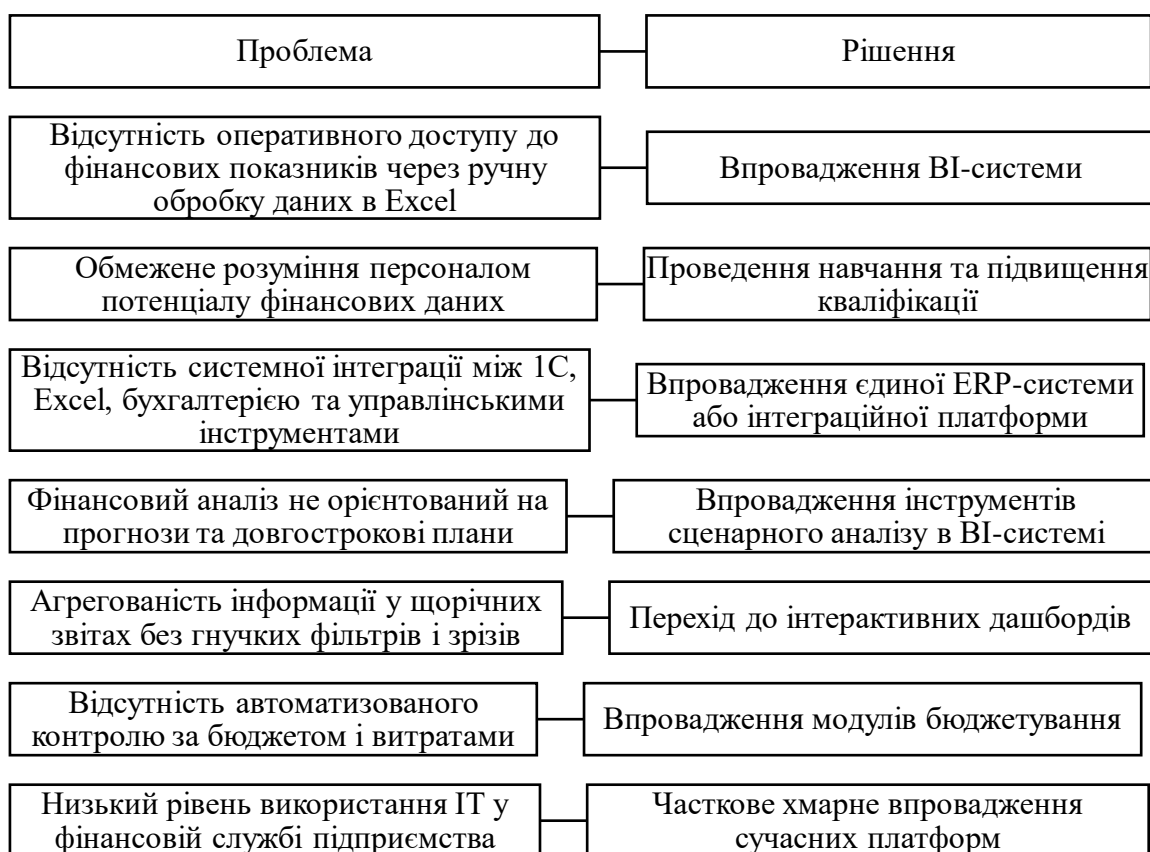 Проблема
Рішення
Відсутність оперативного доступу до
фінансових показників через ручну
обробку даних в Excel
Впровадження BI-системи
Обмежене розуміння персоналом
потенціалу фінансових даних
Проведення навчання та підвищення
кваліфікації
Відсутність системної інтеграції між 1С,
Excel, бухгалтерією та управлінськими
інструментами
Впровадження єдиної ERP-системи
або інтеграційної платформи
Фінансовий аналіз не орієнтований на
прогнози та довгострокові плани
Впровадження інструментів
сценарного аналізу в BI-системі
Агрегованість інформації у щорічних
звітах без гнучких фільтрів і зрізів
Перехід до інтерактивних дашбордів
Відсутність автоматизованого
контролю за бюджетом і витратами
Впровадження модулів бюджетування
Низький рівень використання ІТ у
фінансовій службі підприємства
Часткове хмарне впровадження
сучасних платформ